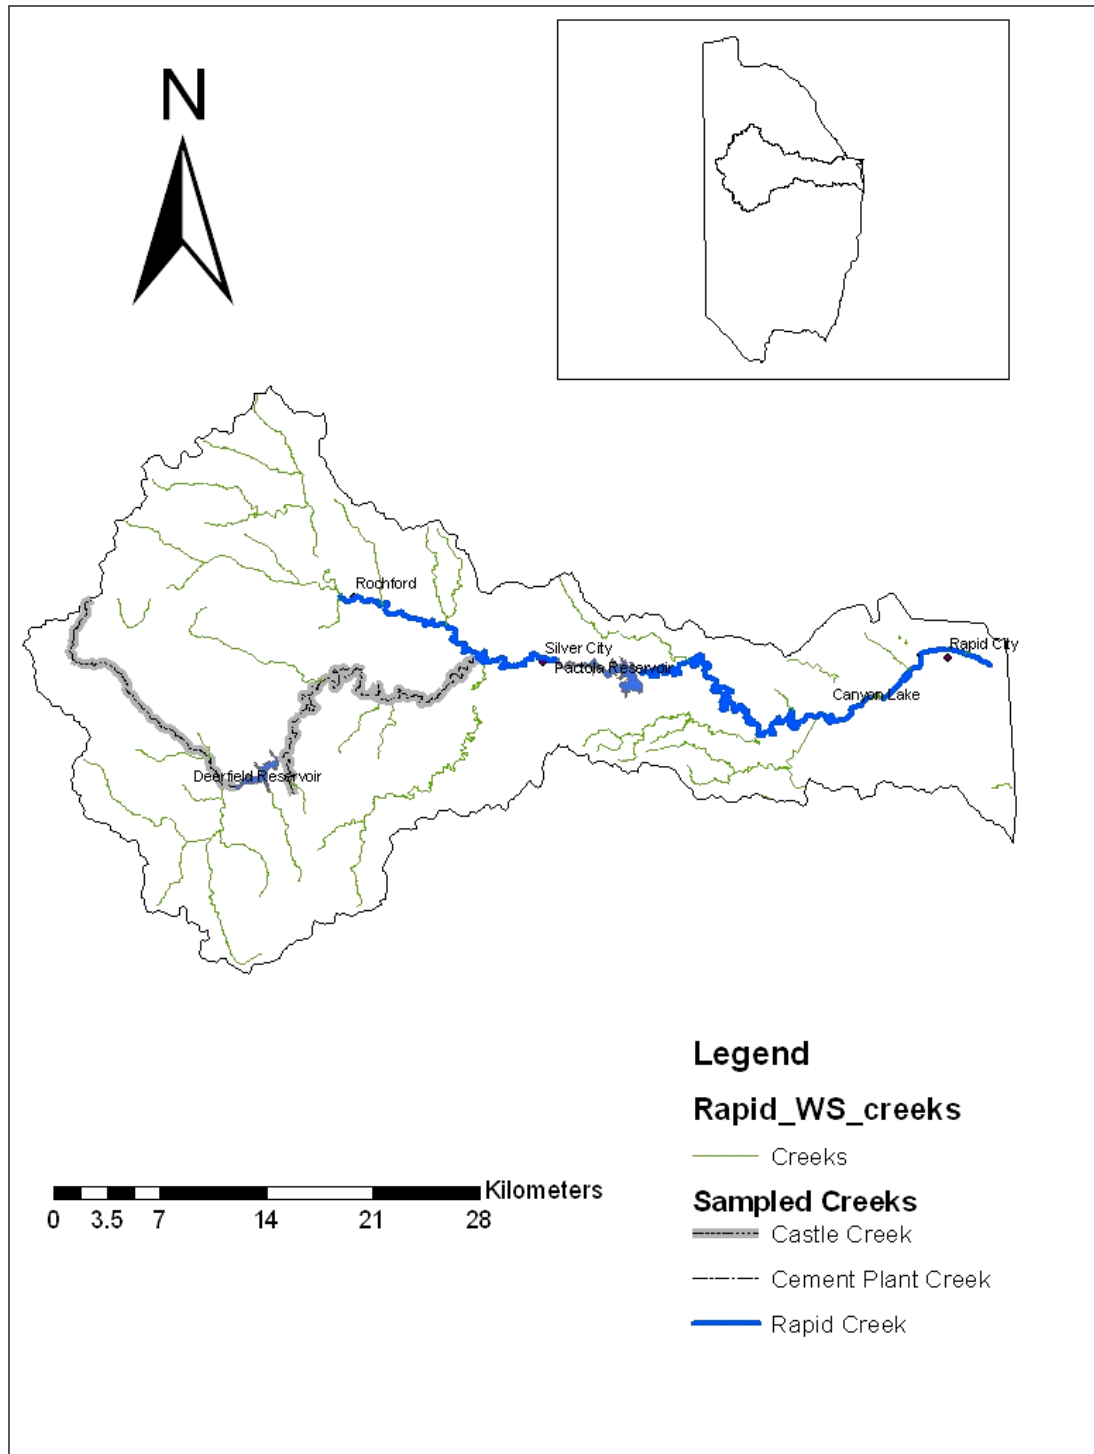 N
Rochford
Silver City
Pactola Reservoir
Rapid City
Canyon Lake
Deerfield Reservoir
Legend
Rapid_WS_creeks
Creeks
Sampled Creeks
Castle Creek
Cement Plant Creek
Rapid Creek
Kilometers
0 3.5 7 14 21 28